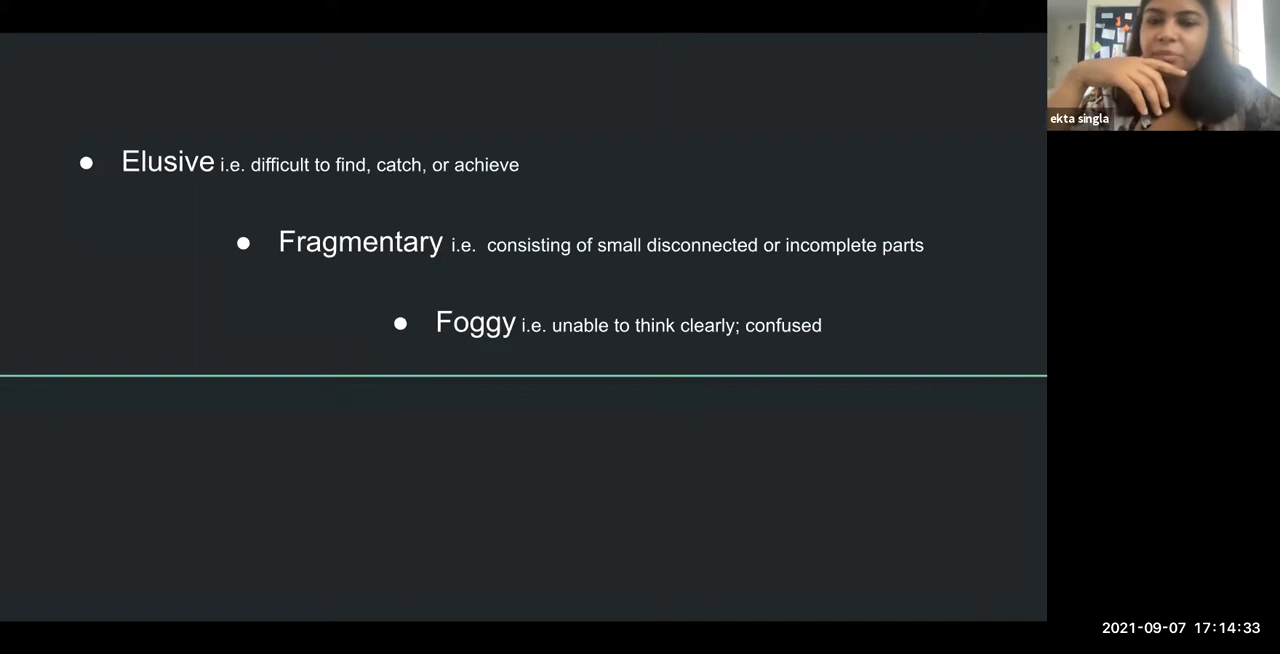 ekta singla
● Elusive i.e. difficult to find, catch, or achieve
● Fragmentary i.e. consisting of small disconnected or incomplete parts
● Foggy i.e. unable to think clearly; confused
2021-09-07 17:14:33